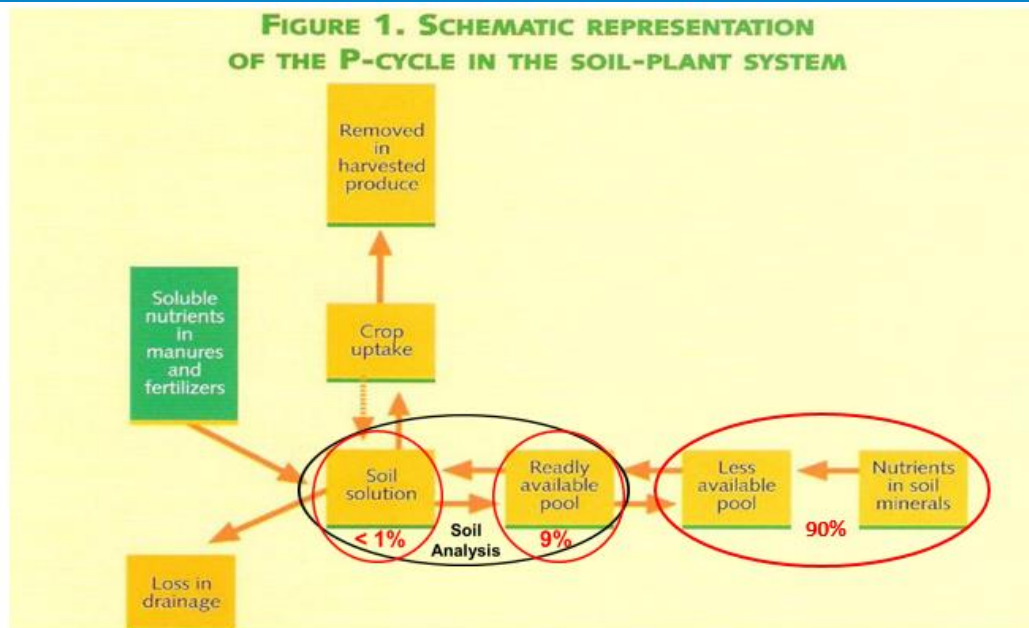 FIGURE 1. SCHEMATIC REPRESENTATION
OF THE P-CYCLE IN THE SOIL-PLANT SYSTEM
Removed
in
harvested
produce
Soluble
nutrients
in
manures
and
fertilizers
Crop
uptake
Soil
solution
< 1%
Soil
Analysis
Readly
available
pool
9%
Less
available
pool
90%
Nutrients
in soil
minerals
Loss in
drainage